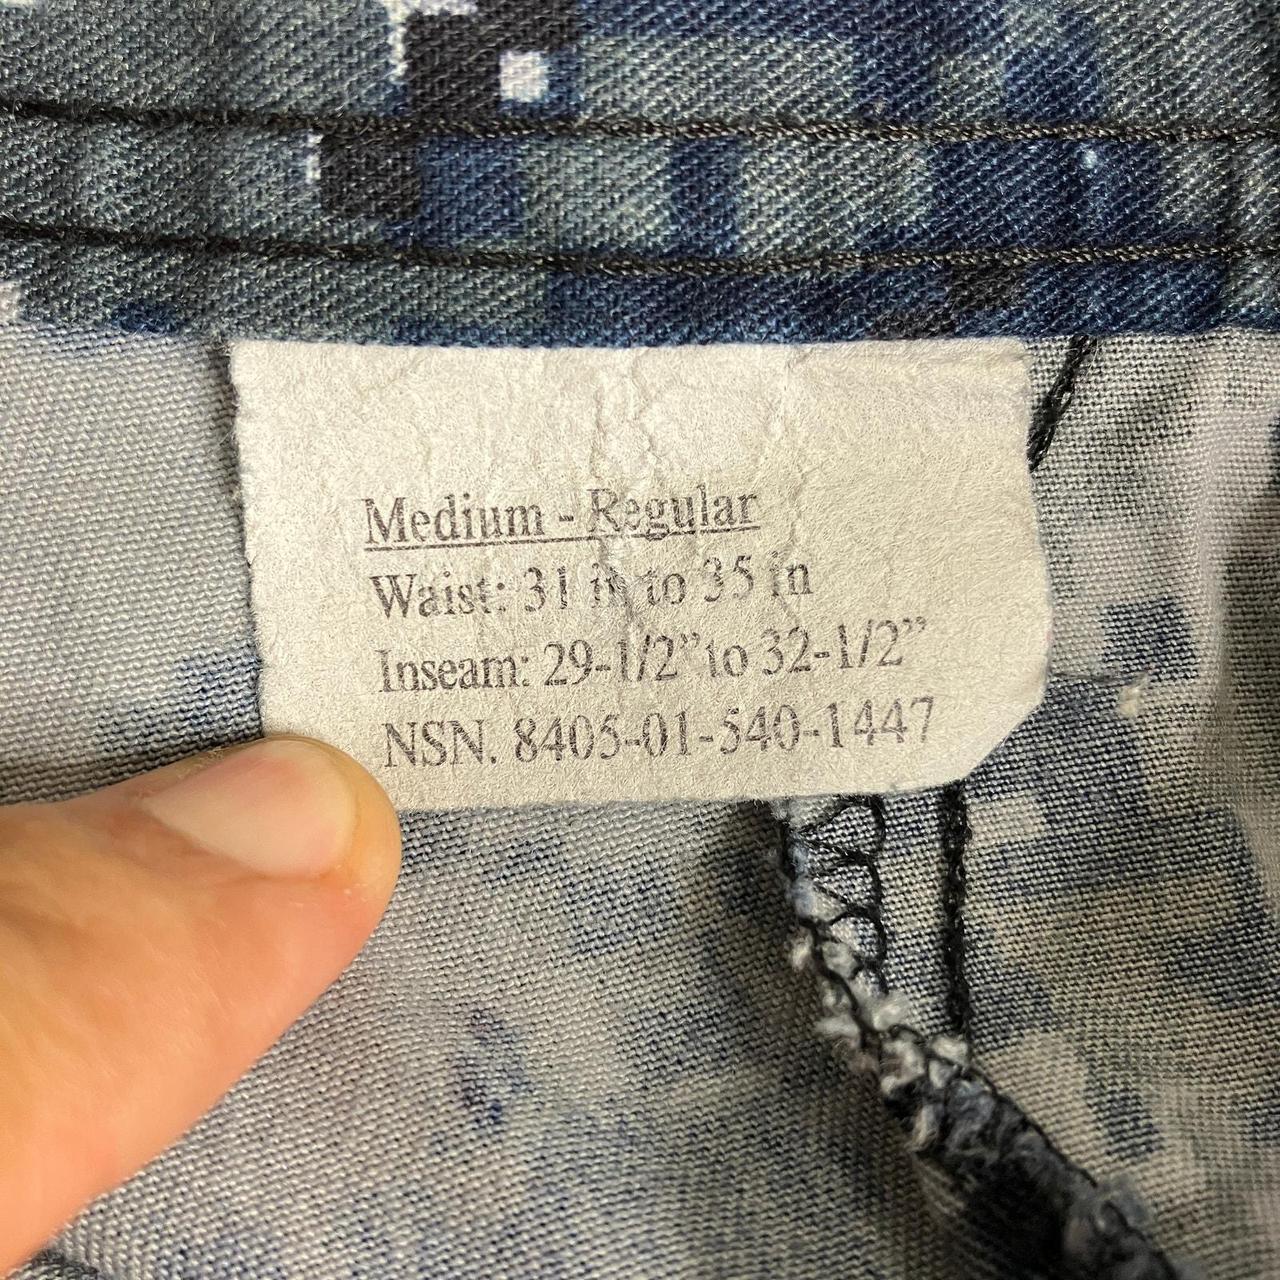 Medium - Regular
Waist: 31 in to 35 in
Inseam: 29-1/2” to 32-1/2”
NSN. 8405-01-540-1447